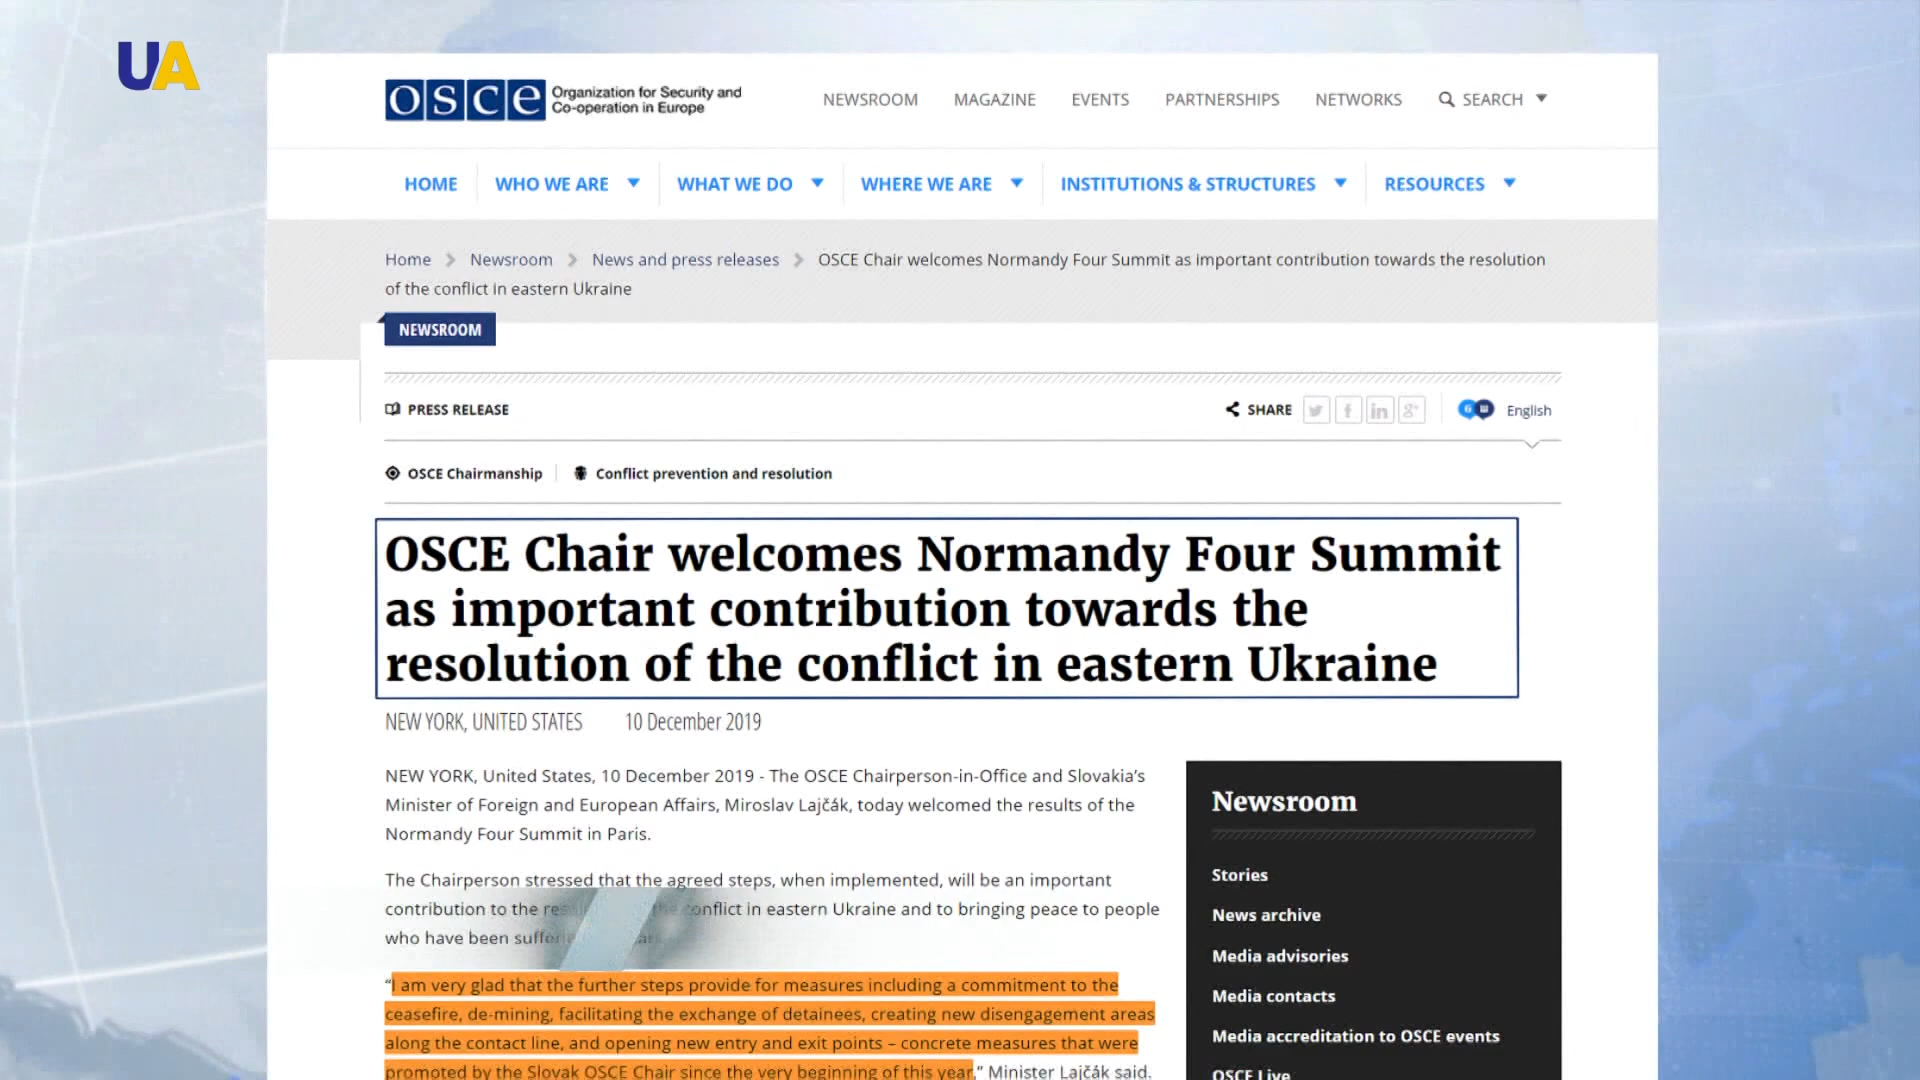 UA
OSCE Organization for Security and
Co-operation in Europe
NEWSROOM MAGAZINE EVENTS PARTNERSHIPS NETWORKS SEARCH
HOME WHO WE ARE WHAT WE DO WHERE WE ARE INSTITUTIONS & STRUCTURES RESOURCES
Home Newsroom News and press releases OSCE Chair welcomes Normandy Four Summit as important contribution towards the resolution
of the conflict in eastern Ukraine
NEWSROOM
PRESS RELEASE SHARE English
OSCE Chairmanship Conflict prevention and resolution
OSCE Chair welcomes Normandy Four Summit
as important contribution towards the
resolution of the conflict in eastern Ukraine
NEW YORK, UNITED STATES 10 December 2019
NEW YORK, United States, 10 December 2019 - The OSCE Chairperson-in-Office and Slovakia's
Minister of Foreign and European Affairs, Miroslav Lajčák, today welcomed the results of the
Normandy Four Summit in Paris.
The Chairperson stressed that the agreed steps, when implemented, will be an important
contribution to the the conflict in eastern Ukraine and to bringing peace to people
who have been
“I am very glad that the further steps provide for measures including a commitment to the
ceasefire, de-mining, facilitating the exchange of detainees, creating new disengagement areas
along the contact line, and opening new entry and exit points – concrete measures that were
promoted by the Slovak OSCE Chair since the very beginning of this year,” Minister Lajčák said.
Newsroom
Stories
News archive
Media advisories
Media contacts
Media accreditation to OSCE events
OSCE Live